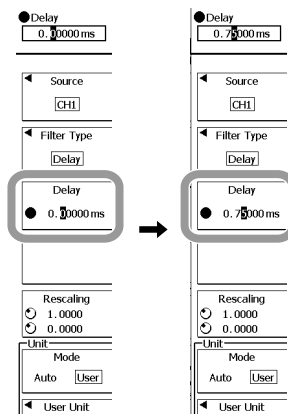 Delay
0.00000 ms
Source
CH1
Filter Type
Delay
Delay
0.00000 ms
Rescaling
1.0000
0.0000
Unit
Mode
Auto User
User Unit
Delay
0.75000 ms
Source
CH1
Filter Type
Delay
Delay
0.75000 ms
Rescaling
1.0000
0.0000
Unit
Mode
Auto User
User Unit